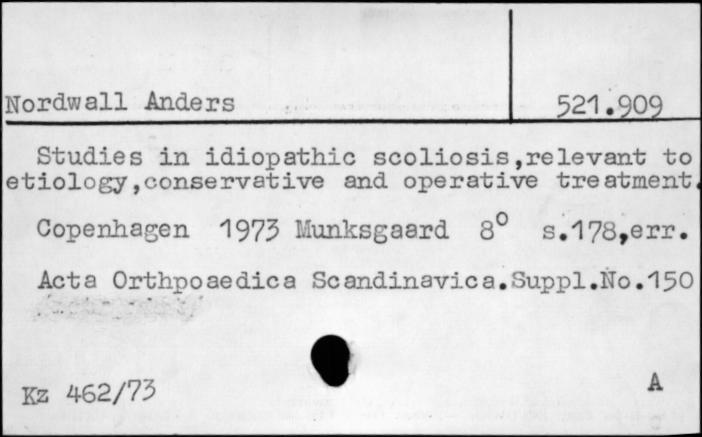 Nordwall Anders 521.909
Studies in idiopathic scoliosis,relevant to
etiology,conservative and operative treatment.
Copenhagen 1973 Munksgaard 8° s.178,err.
Acta Orthpoaedica Scandinavica.Suppl.No.150
Kz 462/73 A